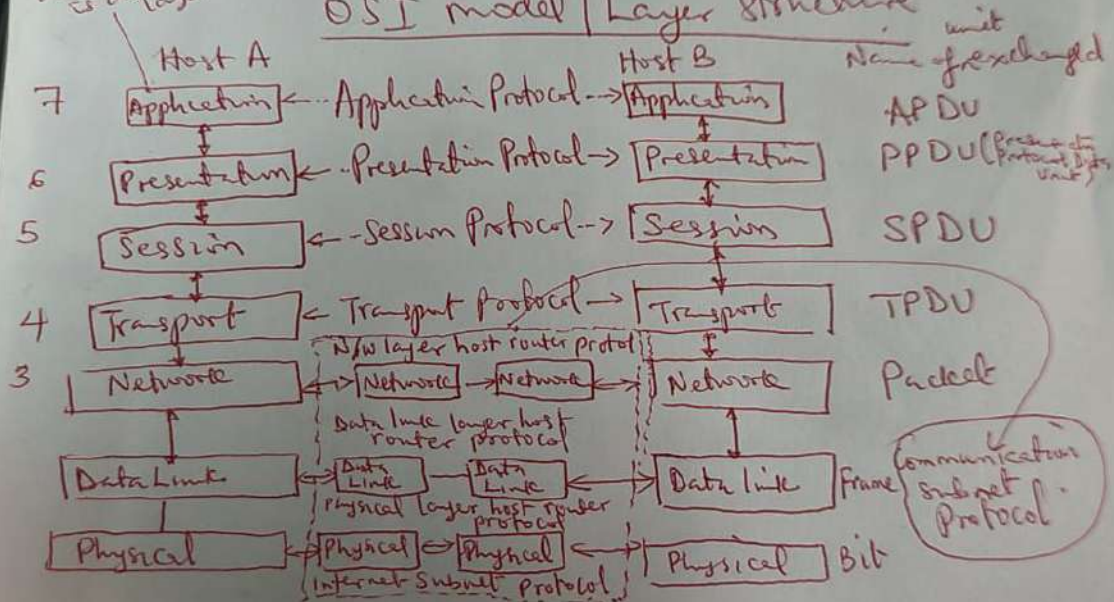 OSI model / Layer structure
unit
Host A Host B Name of exchanged
7 Application <--- Application Protocol ---> Application APDU
6 Presentation <--- Presentation Protocol -> Presentation PPDU (Presentation Protocol Data Unit)
5 Session <--- Session Protocol --> Session SPDU
4 Transport <- Transport Protocol -> Transport TPDU
N/w layer host router protol
3 Network Network Network Network Packet
Data link layer host
router protocol
Data Link Data Link Data Link Data link Frame
Physical layer host router
protocol
Physical Physical Physical Physical Bit
Internet Subnet Protocol
Communication
subnet
Protocol